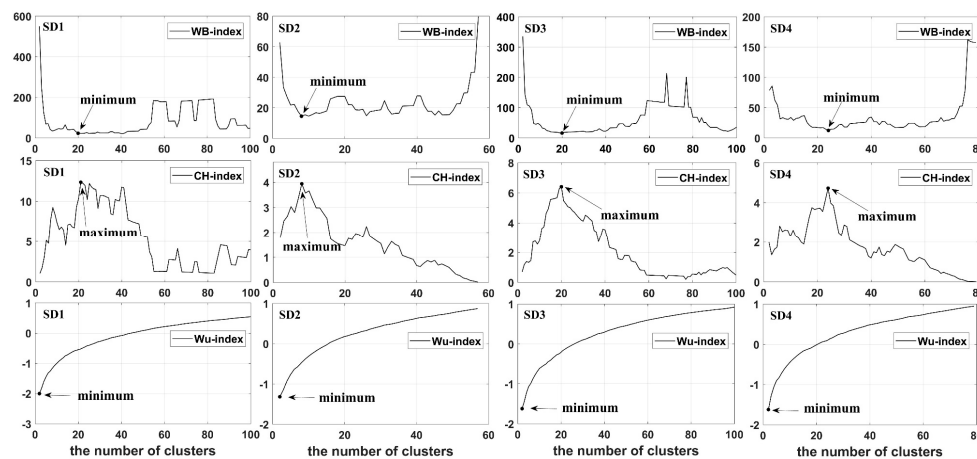 600 SD1 WB-index
400
200 minimum
0
0 20 40 60 80 100
80 SD2 WB-index
60
40 minimum
20
0
0 20 40 60
400 SD3 WB-index
300
200
100 minimum
0
0 20 40 60 80 100
160 SD4 WB-index
120
80
40 minimum
0
0 20 40 60 80
15 SD1 CH-index
10
5 maximum
0
0 20 40 60 80 100
SD2 CH-index
4
3
2 maximum
1
0
0 20 40 60
8 SD3 CH-index
6
4 maximum
2
0
0 20 40 60 80 100
6 SD4 CH-index
4 maximum
2
0
0 20 40 60 80
1 SD1
0 Wu-index
-1
-2 minimum
-3
0 20 40 60 80 100
the number of clusters
1 SD2
0 Wu-index
-1 minimum
-2
0 20 40 60
the number of clusters
1 SD3
0 Wu-index
-1
minimum
-2
0 20 40 60 80 100
the number of clusters
1 SD4
0 Wu-index
-1
minimum
-2
0 20 40 60 80
the number of clusters